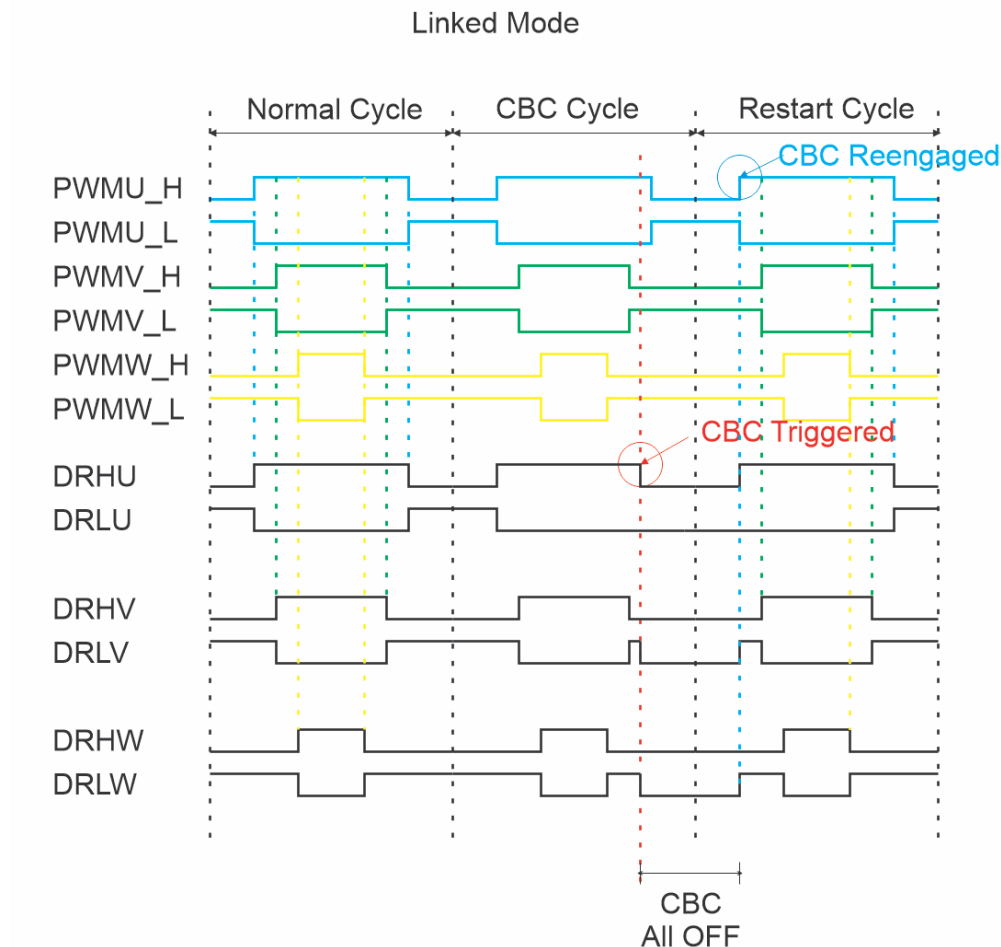 Linked Mode
Normal Cycle
CBC Cycle
Restart Cycle
CBC Reengaged
PWMU_H
PWMU_L
PWMV_H
PWMV_L
PWMW_H
PWMW_L
CBC Triggered
DRHU
DRLU
DRHV
DRLV
DRHW
DRLW
CBC
All OFF